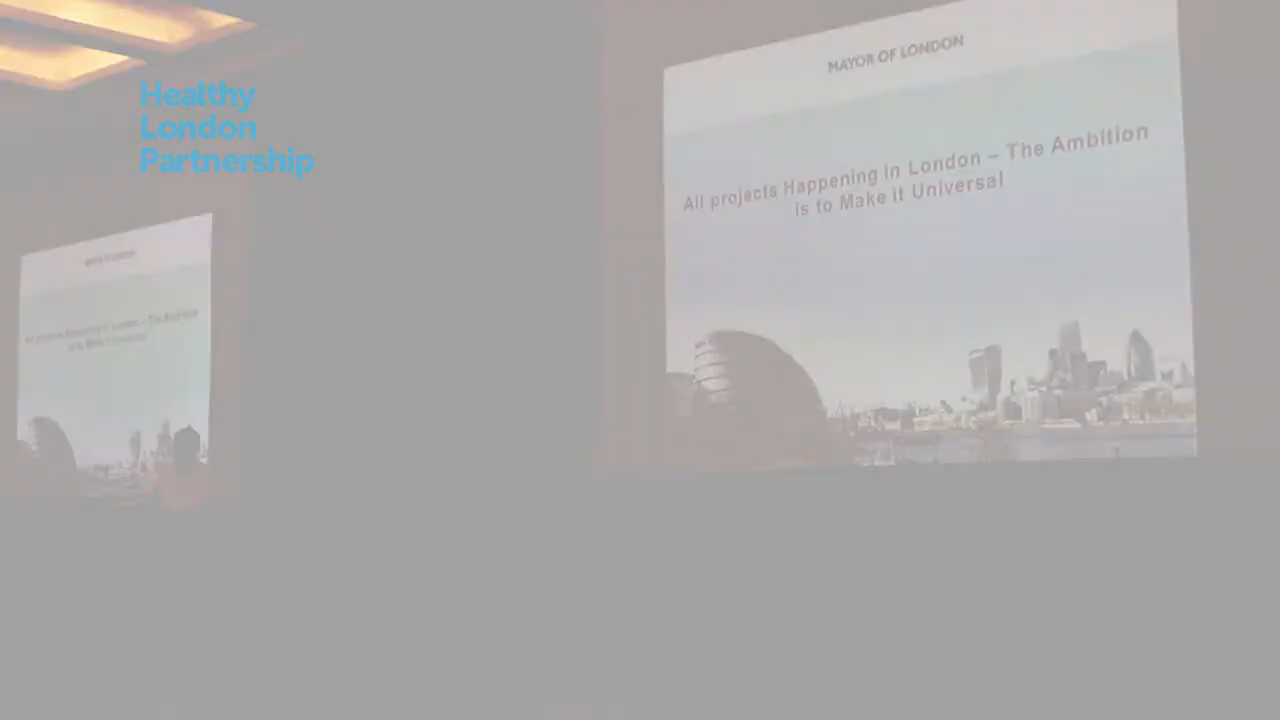 Healthy
London
Partnership
MAYOR OF LONDON
All projects Happening in London – The Ambition
is to Make it Universal